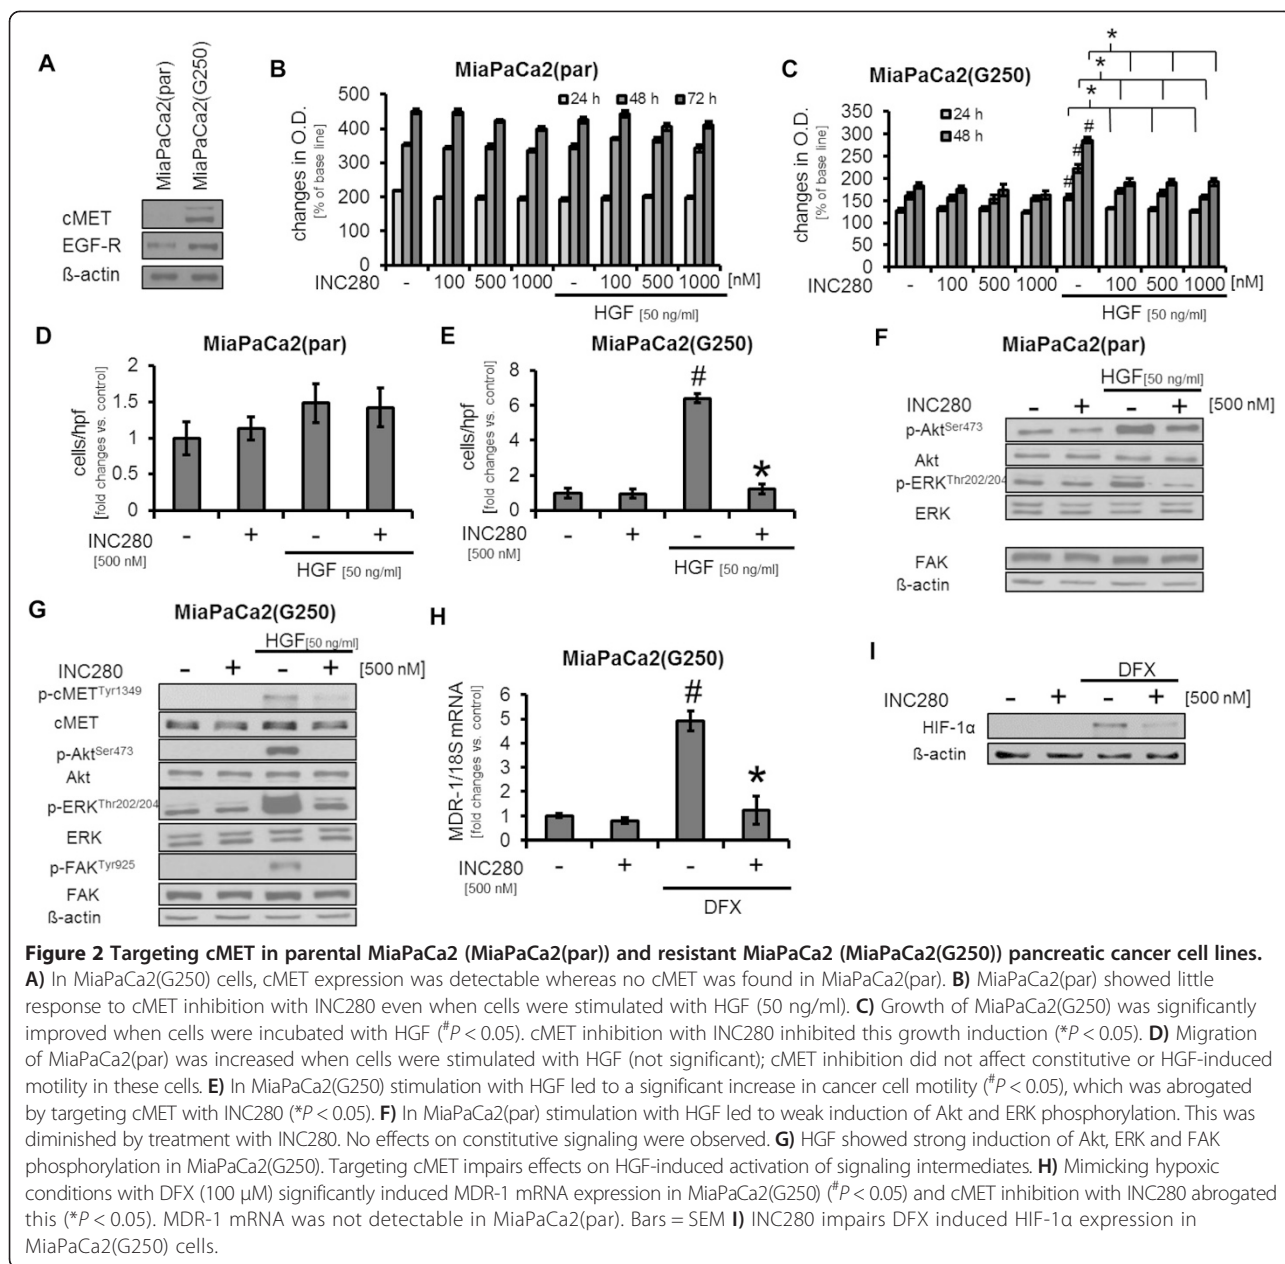 A
MiaPaCa2(par)
MiaPaCa2(G250)
cMET
EGF-R
ß-actin
B
MiaPaCa2(par)
changes in O.D.
[% of base line]
500
400
300
200
100
0
24 h 48 h 72 h
INC280 - 100 500 1000 - 100 500 1000 [nM]
HGF [50 ng/ml]
C
MiaPaCa2(G250)
changes in O.D.
[% of base line]
350
300
250
200
150
100
50
0
24 h
48 h
*
*
*
# # #
INC280 - 100 500 1000 - 100 500 1000 [nM]
HGF [50 ng/ml]
D
MiaPaCa2(par)
cells/hpf
[fold changes vs. control]
2
1.5
1
0.5
0
INC280 - + - +
[500 nM]
HGF [50 ng/ml]
E
MiaPaCa2(G250)
cells/hpf
[fold changes vs. control]
8
6
4
2
0
#
*
INC280 - + - +
[500 nM]
HGF [50 ng/ml]
F
MiaPaCa2(par)
HGF[50 ng/ml]
INC280 - + - + [500 nM]
p-AktSer473
Akt
p-ERKThr202/204
ERK
FAK
ß-actin
G
MiaPaCa2(G250)
HGF[50 ng/ml]
INC280 - + - + [500 nM]
p-cMETTyr1349
cMET
p-AktSer473
Akt
p-ERKThr202/204
ERK
p-FAKTyr925
FAK
ß-actin
H
MiaPaCa2(G250)
MDR-1/18S mRNA
[fold changes vs. control]
6
5
4
3
2
1
0
#
*
INC280 - + - +
[500 nM]
DFX
I
DFX
INC280 - + - + [500 nM]
HIF-1α
ß-actin
Figure 2 Targeting cMET in parental MiaPaCa2 (MiaPaCa2(par)) and resistant MiaPaCa2 (MiaPaCa2(G250)) pancreatic cancer cell lines.
A) In MiaPaCa2(G250) cells, cMET expression was detectable whereas no cMET was found in MiaPaCa2(par). B) MiaPaCa2(par) showed little
response to cMET inhibition with INC280 even when cells were stimulated with HGF (50 ng/ml). C) Growth of MiaPaCa2(G250) was significantly
improved when cells were incubated with HGF (#P < 0.05). cMET inhibition with INC280 inhibited this growth induction (*P < 0.05). D) Migration
of MiaPaCa2(par) was increased when cells were stimulated with HGF (not significant); cMET inhibition did not affect constitutive or HGF-induced
motility in these cells. E) In MiaPaCa2(G250) stimulation with HGF led to a significant increase in cancer cell motility (#P < 0.05), which was abrogated
by targeting cMET with INC280 (*P < 0.05). F) In MiaPaCa2(par) stimulation with HGF led to weak induction of Akt and ERK phosphorylation. This was
diminished by treatment with INC280. No effects on constitutive signaling were observed. G) HGF showed strong induction of Akt, ERK and FAK
phosphorylation in MiaPaCa2(G250). Targeting cMET impairs effects on HGF-induced activation of signaling intermediates. H) Mimicking hypoxic
conditions with DFX (100 μM) significantly induced MDR-1 mRNA expression in MiaPaCa2(G250) (#P < 0.05) and cMET inhibition with INC280 abrogated
this (*P < 0.05). MDR-1 mRNA was not detectable in MiaPaCa2(par). Bars = SEM I) INC280 impairs DFX induced HIF-1α expression in
MiaPaCa2(G250) cells.